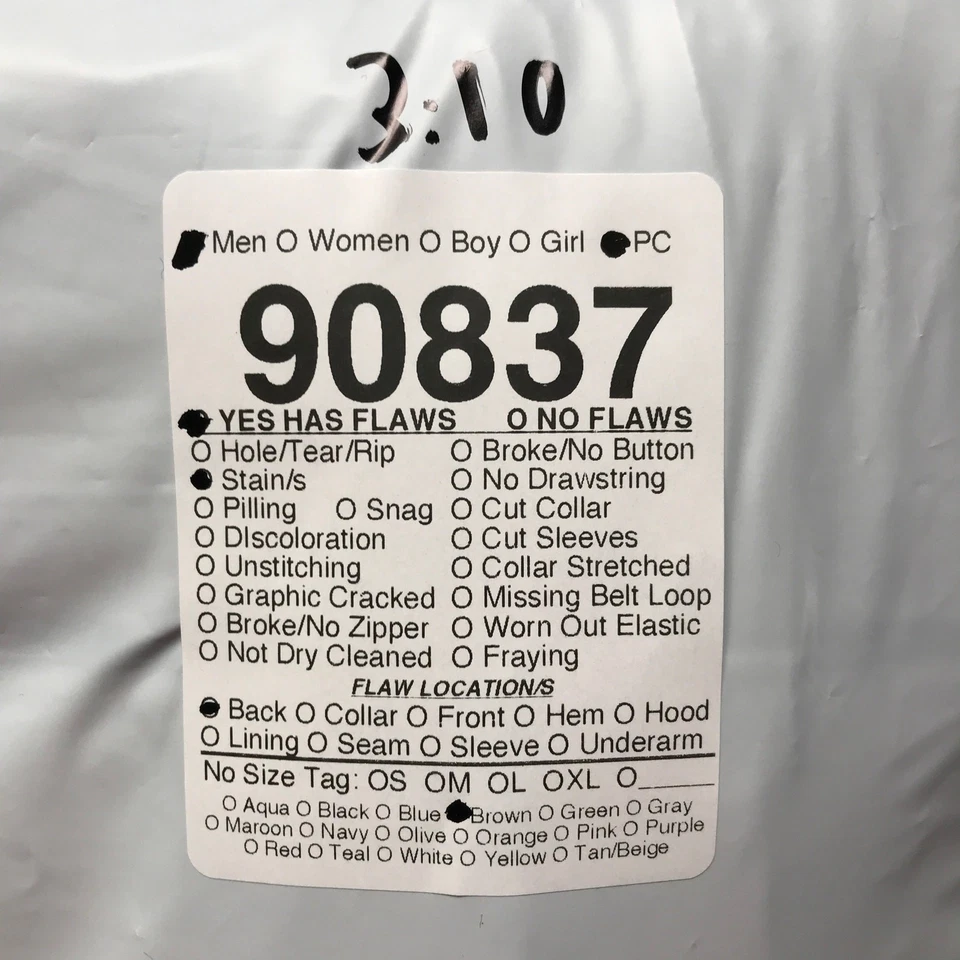 3:10
Men O Women O Boy O Girl ●PC
90837
● YES HAS FLAWS O NO FLAWS
O Hole/Tear/Rip O Broke/No Button
● Stain/s O No Drawstring
O Pilling O Snag O Cut Collar
O DIscoloration O Cut Sleeves
O Unstitching O Collar Stretched
O Graphic Cracked O Missing Belt Loop
O Broke/No Zipper O Worn Out Elastic
O Not Dry Cleaned O Fraying
FLAW LOCATION/S
● Back O Collar O Front O Hem O Hood
O Lining O Seam O Sleeve O Underarm
No Size Tag: OS OM OL OXL O______
O Aqua O Black O Blue ●Brown O Green O Gray
O Maroon O Navy O Olive O Orange O Pink O Purple
O Red O Teal O White O Yellow O Tan/Beige